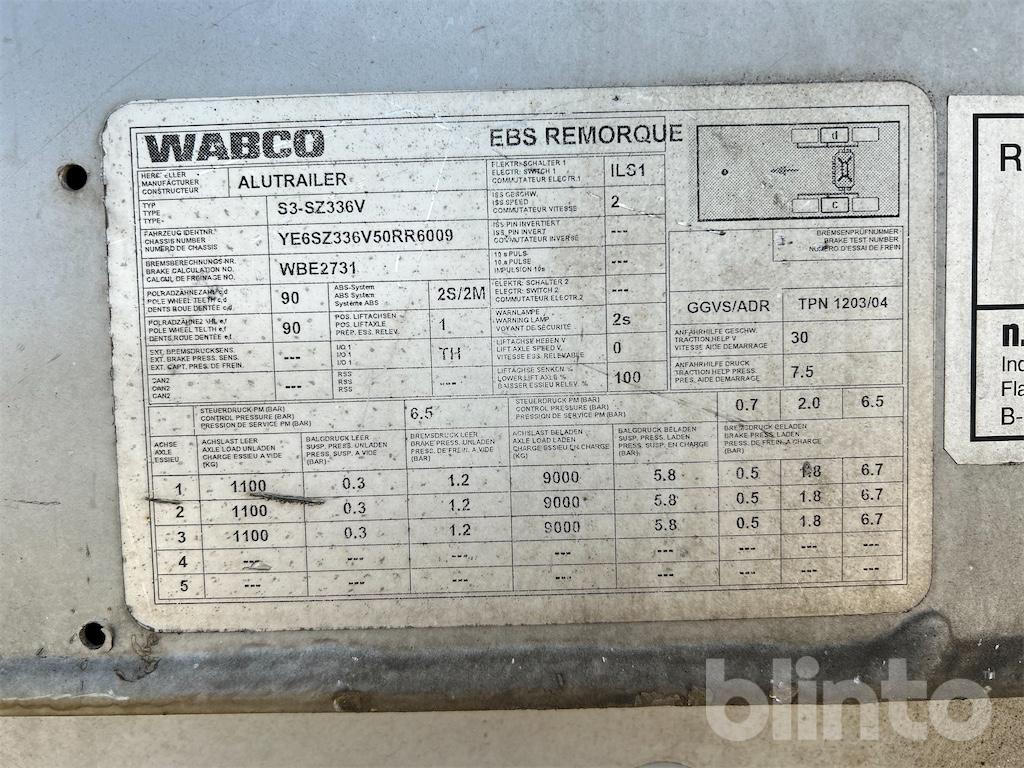 WABCO
EBS REMORQUE
d
c
MANUFACTURER
CONSTRUCTEUR
ALUTRAILER
ELECTR. SWITCH 1
COMMUTATEUR ELECTR.1
ILS1
TYP
TYPE
TYPE
S3-SZ336V
ISS GESCHW.
ISS SPEED
COMMUTATEUR VITESSE
2
FAHRZEUG IDENTNR.
CHASSIS NUMBER
NUMERO DE CHASSIS
YE6SZ336V50RR6009
ISS PIN INVERTIERT
ISS PIN INVERT
COMMUTATEUR INVERSE
---
BREMSENPRÜFNUMMER
BRAKE TEST NUMBER
NUMERO D'ESSAI DE FREIN
BREMSBERECHNUNGS-NR.
BRAKE CALCULATION NO.
CALCUL DE FREINAGE NO.
WBE2731
10 s PULS
10 s PULSE
IMPULSION 10s
---
POLRADZÄHNEZAHL c,d
POLE WHEEL TEETH c,d
DENTS ROUE DENTÉE c,d
90
ABS-System
ABS-System
Système ABS
2S/2M
ELEKTR. SCHALTER 2
ELECTR. SWITCH 2
COMMUTATEUR ELECTR.2
---
GGVS/ADR
TPN 1203/04
POLE WHEEL TEETH e,f
DENTS,ROUE DENTÉE e,f
90
POS. LIFTACHSEN
POS. LIFTAXLE
PRÉP. ESS. RELEV.
1
WARNLAMPE
WARNING LAMP
VOYANT DE SÉCURITÉ
2s
ANFAHRHILFE GESCHW.
TRACTION.HELP V
VITESSE AIDE DEMARRAGE
30
EXT. BREMSDRUCKSENS.
EXT. BRAKE PRESS. SENS.
EXT. CAPT. PRES. DE FREIN.
---
I/O 1
I/O 1
I/O 1
TH
LIFTACHSE HEBEN V
LIFT AXLE SPEED V.
VITESSE ESS. RELEVABLE
0
ANFAHRHILFE DRUCK
TRACTION HELP PRESS.
PRES. AIDE DEMARRAGE
7.5
CAN2
CAN2
CAN2
---
RSS
RSS
RSS
---
LIFTACHSE SENKEN %
LOWER LIFT AXLE %
BAISSER ESSIEU RELEV. %
100
STEUERDRUCK PM (BAR)
CONTROL PRESSURE (BAR)
PRESSION DE SERVICE PM (BAR)
6.5
STEUERDRUCK PM (BAR)
CONTROL PRESSURE (BAR)
PRESSION DE SERVICE PM (BAR)
0.7 2.0 6.5
ACHSE
AXLE
ESSIEU
ACHSLAST LEER
AXLE LOAD UNLADEN
CHARGE ESSIEU A VIDE
(KG)
BALGDRUCK LEER
SUSP. PRESS. UNLADEN
PRESS. SUSP. A VIDE
(BAR)
BREMSDRUCK LEER
BRAKE PRESS. UNLADEN
PRESS. DE FREIN. A VIDE
(BAR)
ACHSLAST BELADEN
AXLE LOAD LADEN
CHARGE ESSIEU EN CHARGE
(KG)
BALGDRUCK BELADEN
SUSP. PRESS. LADEN
PRESS. SUSP. EN CHARGE
(BAR)
BREMSDRUCK BELADEN
BRAKE PRESS. LADEN
PRESS. DE FREIN.A CHARGE
(BAR)
1 1100 0.3 1.2 9000 5.8 0.5 1.8 6.7
2 1100 0.3 1.2 9000 5.8 0.5 1.8 6.7
3 1100 0.3 1.2 9000 5.8 0.5 1.8 6.7
4 --- --- --- --- --- --- --- ---
5 --- --- --- --- --- --- --- ---
R
n.
Ind
Fla
B-
blinto